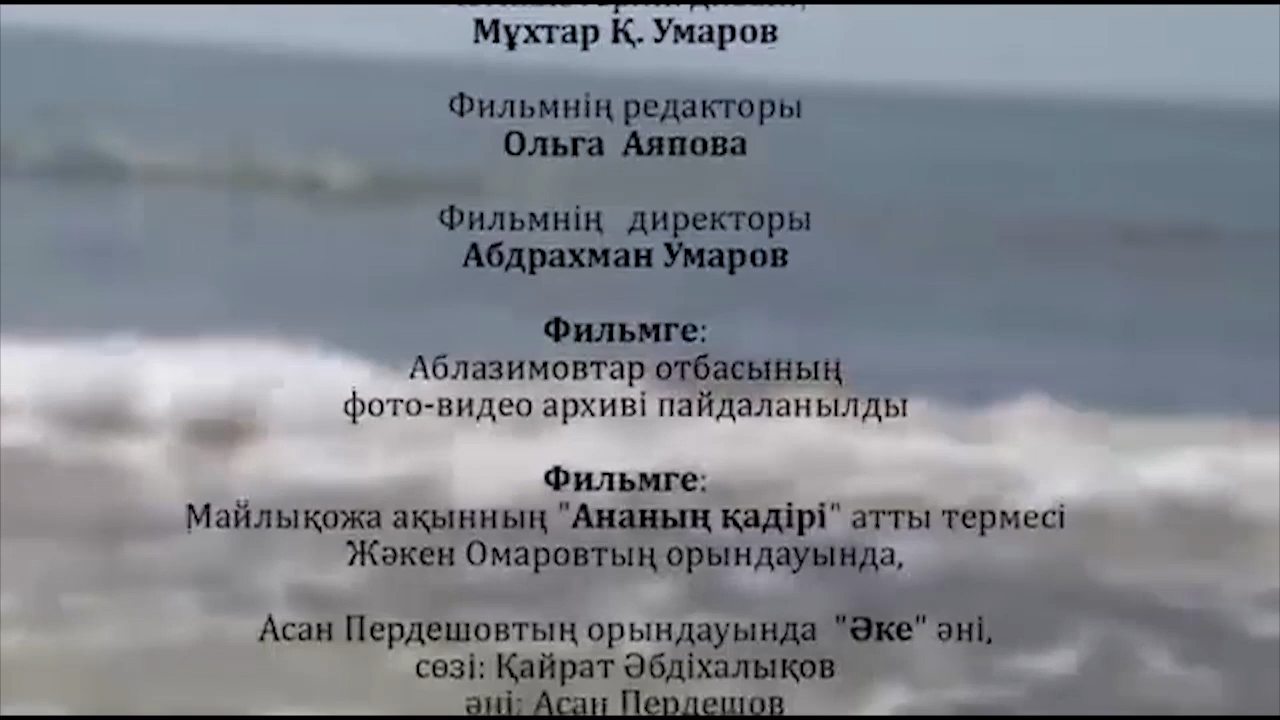 Мұхтар Қ. Умаров
Фильмнің редакторы
Ольга Аяпова
Фильмнің директоры
Абдрахман Умаров
Фильмге:
Аблазимовтар отбасының
фото-видео архиві пайдаланылды
Фильмге:
Майлықожа ақынның "Ананың қадірі" атты термесі
Жәкен Омаровтың орындауында,
Асан Пердешовтың орындауында "Әке" әні,
сөзі: Қайрат Әбдіхалықов
әні: Асан Пердешов